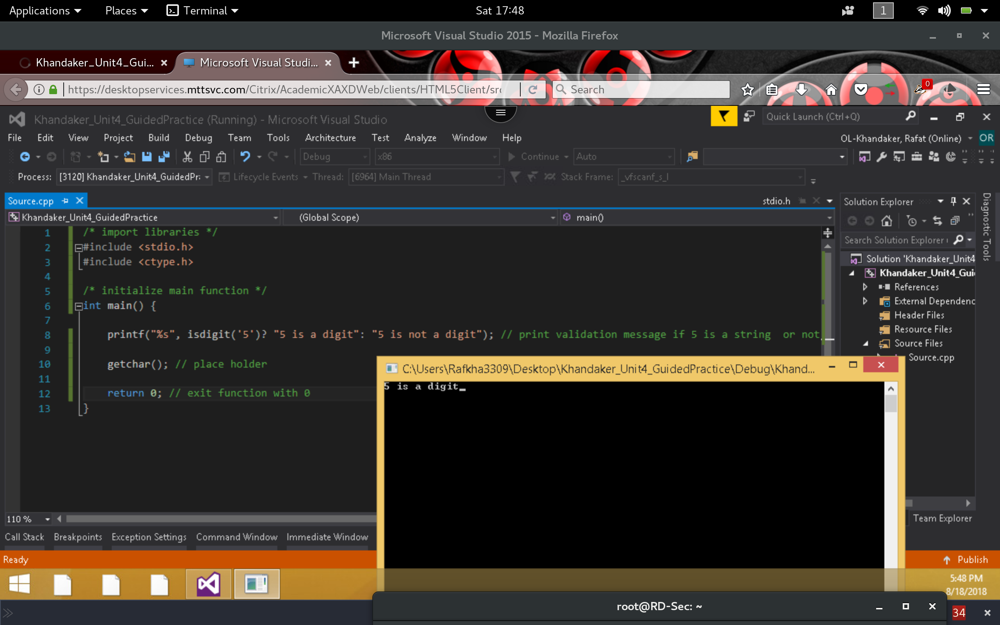 Applications Places Terminal Sat 17:48 1
Microsoft Visual Studio 2015 - Mozilla Firefox
Khandaker_Unit4_Gui... Microsoft Visual Studi...
https://desktopservices.mttsvc.com/Citrix/AcademicXAXDWeb/clients/HTML5Client/src Search 0
Khandaker_Unit4_GuidedPractice (Running) - Microsoft Visual Studio Quick Launch (Ctrl+Q)
File Edit View Project Build Debug Team Tools Architecture Test Analyze Window Help OL-Khandaker, Rafat (Online) OR
Debug x86 Continue Auto
Process: [3120] Khandaker_Unit4_GuidedPr Lifecycle Events Thread: [6964] Main Thread Stack Frame: _vfscanf_s_l
Source.cpp stdio.h
Khandaker_Unit4_GuidedPractice (Global Scope) main()
1 /* import libraries */
2 #include <stdio.h>
3 #include <ctype.h>
4
5 /* initialize main function */
6 int main() {
7
8 printf("%s", isdigit('5')? "5 is a digit": "5 is not a digit"); // print validation message if 5 is a string  or not
9
10 getchar(); // place holder
11
12 return 0; // exit function with 0
13 }
Solution Explorer
Search Solution Explorer (
Solution 'Khandaker_Unit4
Khandaker_Unit4_Gui
References
External Dependenc
Header Files
Resource Files
Source Files
Source.cpp
Diagnostic Tools
C:\Users\Rafkha3309\Desktop\Khandaker_Unit4_GuidedPractice\Debug\Khand...
5 is a digit_
110 %
Team Explorer
Call Stack Breakpoints Exception Settings Command Window Immediate Window
Ready Publish
5:48 PM
8/18/2018
root@RD-Sec: ~
34